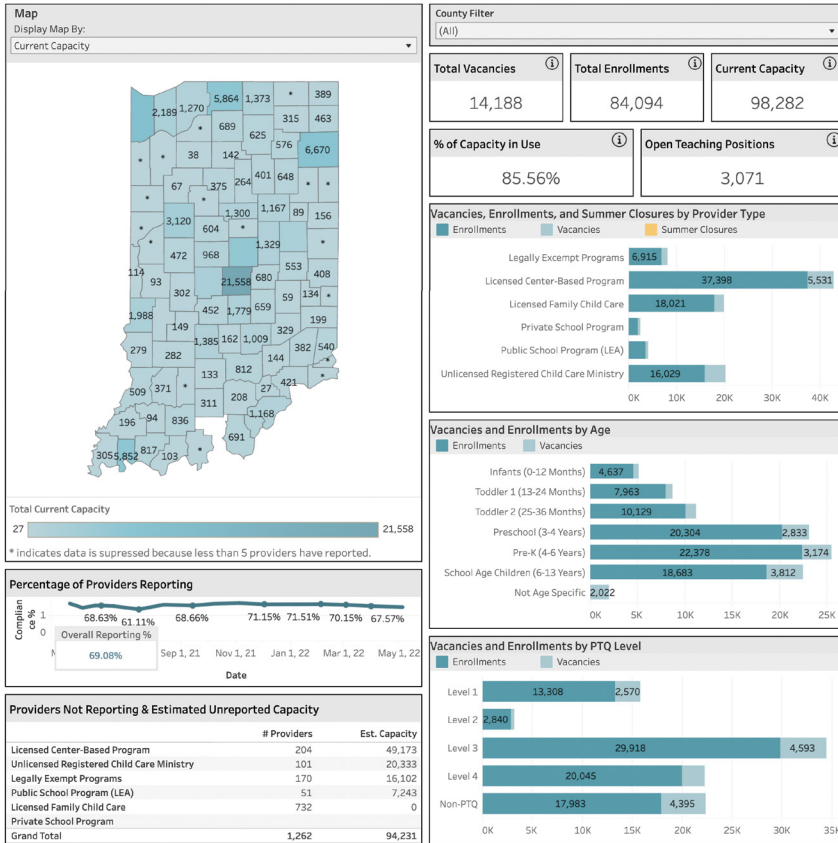 Map
Display Map By:
Current Capacity
5,864 1,373 * 389
2,189 1,270
689 315 463
* 625
576 6,670
* * 38 142
401 648
67 375 264 * *
* *
1,300 1,167 89 156
* 3,120 604 *
1,329 *
472 968
553
114 93 21,558 680 408
302 59 134 *
1,988 452 1,779 659
149 199
329
1,385 162 1,009 382 540
279 282 144 *
133 812 *
509 371 * 27 421
208
311 1,168
196 94 836
691
305 5,852 817 103 *
Total Current Capacity
27 21,558
* indicates data is supressed because less than 5 providers have reported.
Percentage of Providers Reporting
Complian
ce %
1
0
68.63% 61.11% 68.66% 71.15% 71.51% 70.15% 67.57%
Overall Reporting %
69.08%
Sep 1, 21 Nov 1, 21 Jan 1, 22 Mar 1, 22 May 1, 22
Date
Providers Not Reporting & Estimated Unreported Capacity
# Providers Est. Capacity
Licensed Center-Based Program 204 49,173
Unlicensed Registered Child Care Ministry 101 20,333
Legally Exempt Programs 170 16,102
Public School Program (LEA) 51 7,243
Licensed Family Child Care 732 0
Private School Program
Grand Total 1,262 94,231
County Filter
(All)
Total Vacancies
14,188
Total Enrollments
84,094
Current Capacity
98,282
% of Capacity in Use
85.56%
Open Teaching Positions
3,071
Vacancies, Enrollments, and Summer Closures by Provider Type
Enrollments Vacancies Summer Closures
Legally Excempt Programs 6,915
Licensed Center-Based Program 37,398 5,531
Licensed Family Child Care 18,021
Private School Program
Public School Program (LEA)
Unlicensed Registered Child Care Ministry 16,029
0K 10K 20K 30K 40K
Vacancies and Enrollments by Age
Enrollments Vacancies
Infants (0-12 Months) 4,637
Toddler 1 (13-24 Months) 7,963
Toddler 2 (25-36 Months) 10,129
Preschool (3-4 Years) 20,304 2,833
Pre-K (4-6 Years) 22,378 3,174
School Age Children (6-13 Years) 18,683 3,812
Not Age Specific 2,022
0K 5K 10K 15K 20K 25K
Vacancies and Enrollments by PTQ Level
Enrollments Vacancies
Level 1 13,308 2,570
Level 2 2,840
Level 3 29,918 4,593
Level 4 20,045
Non-PTQ 17,983 4,395
0K 5K 10K 15K 20K 25K 30K 35K